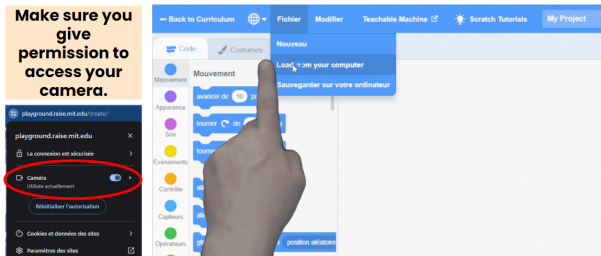 Make sure you
give
permission to
access your
camera.
playground.raise.mit.edu/create/
playground.raise.mit.edu
La connexion est sécurisée
Caméra
Utilisée actuellement
Réinitialiser l'autorisation
Cookies et données des sites
Paramètres des sites
Back to Curriculum
Fichier
Modifier
Teachable Machine
Scratch Tutorials
My Project
Nouveau
Load from your computer
Sauvegarder sur votre ordinateur
Code
Costumes
Mouvement
Apparence
Son
Événements
Contrôle
Capteurs
Opérateurs
Mouvement
avancer de 10
tourner de
position aléatoire